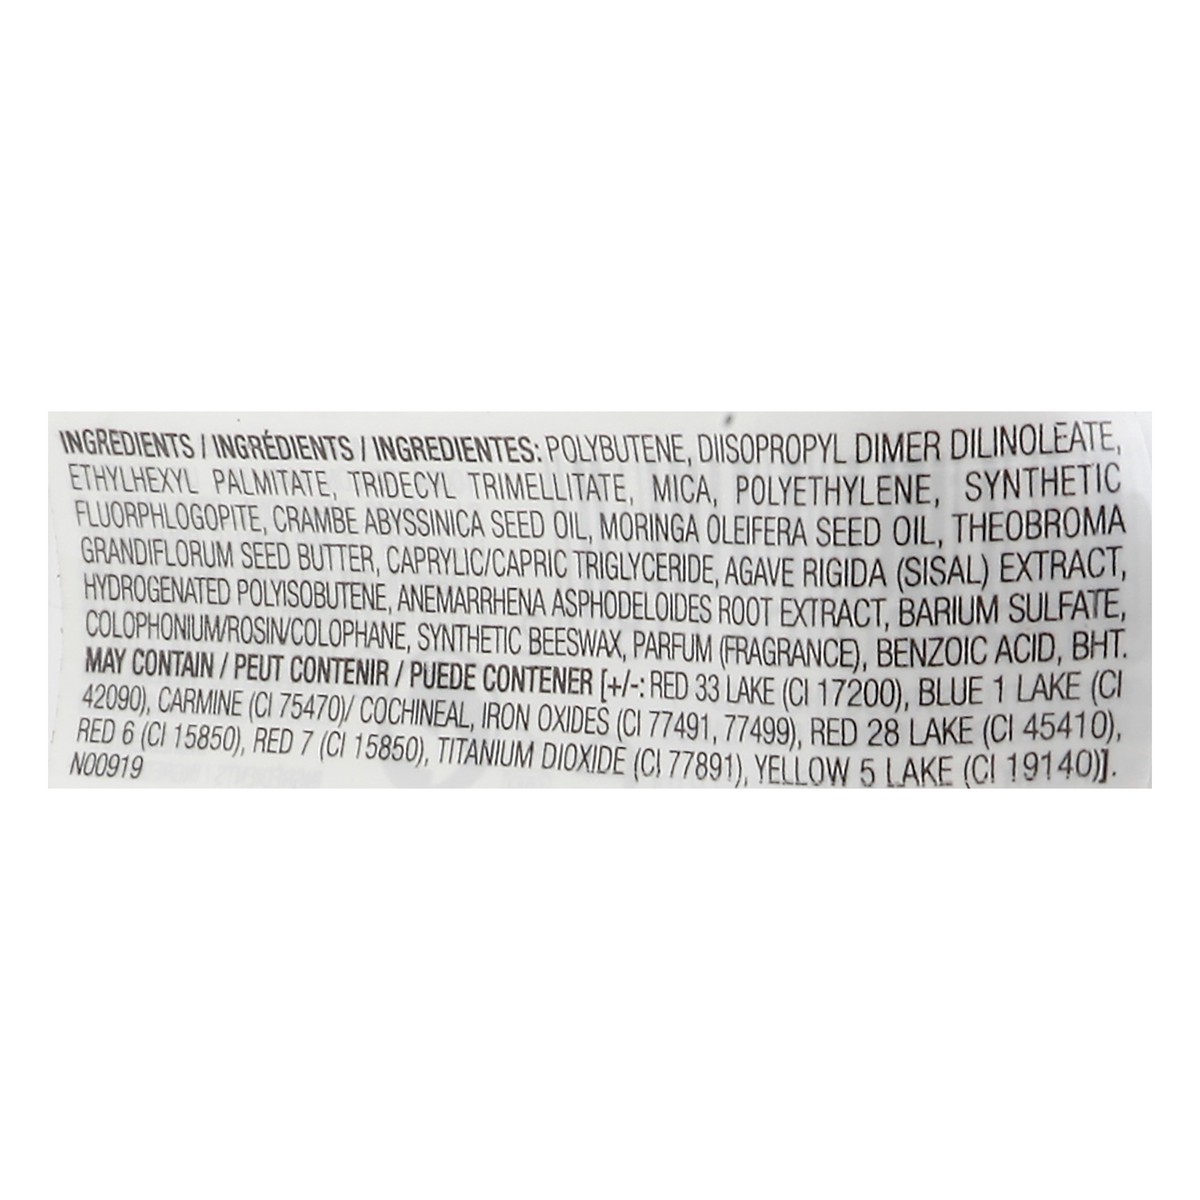 INGREDIENTS / INGRÉDIENTS / INGREDIENTES: POLYBUTENE, DIISOPROPYL DIMER DILINOLEATE,
ETHYLHEXYL PALMITATE, TRIDECYL TRIMELLITATE, MICA, POLYETHYLENE, SYNTHETIC
FLUORPHLOGOPITE, CRAMBE ABYSSINICA SEED OIL, MORINGA OLEIFERA SEED OIL, THEOBROMA
GRANDIFLORUM SEED BUTTER, CAPRYLIC/CAPRIC TRIGLYCERIDE, AGAVE RIGIDA (SISAL) EXTRACT,
HYDROGENATED POLYISOBUTENE, ANEMARRHENA ASPHODELOIDES ROOT EXTRACT, BARIUM SULFATE,
COLOPHONIUM/ROSIN/COLOPHANE, SYNTHETIC BEESWAX, PARFUM (FRAGRANCE), BENZOIC ACID, BHT.
MAY CONTAIN / PEUT CONTENIR / PUEDE CONTENER [+/-: RED 33 LAKE (CI 17200), BLUE 1 LAKE (CI
42090), CARMINE (CI 75470)/ COCHINEAL, IRON OXIDES (CI 77491, 77499), RED 28 LAKE (CI 45410),
RED 6 (CI 15850), RED 7 (CI 15850), TITANIUM DIOXIDE (CI 77891), YELLOW 5 LAKE (CI 19140)].
N00919